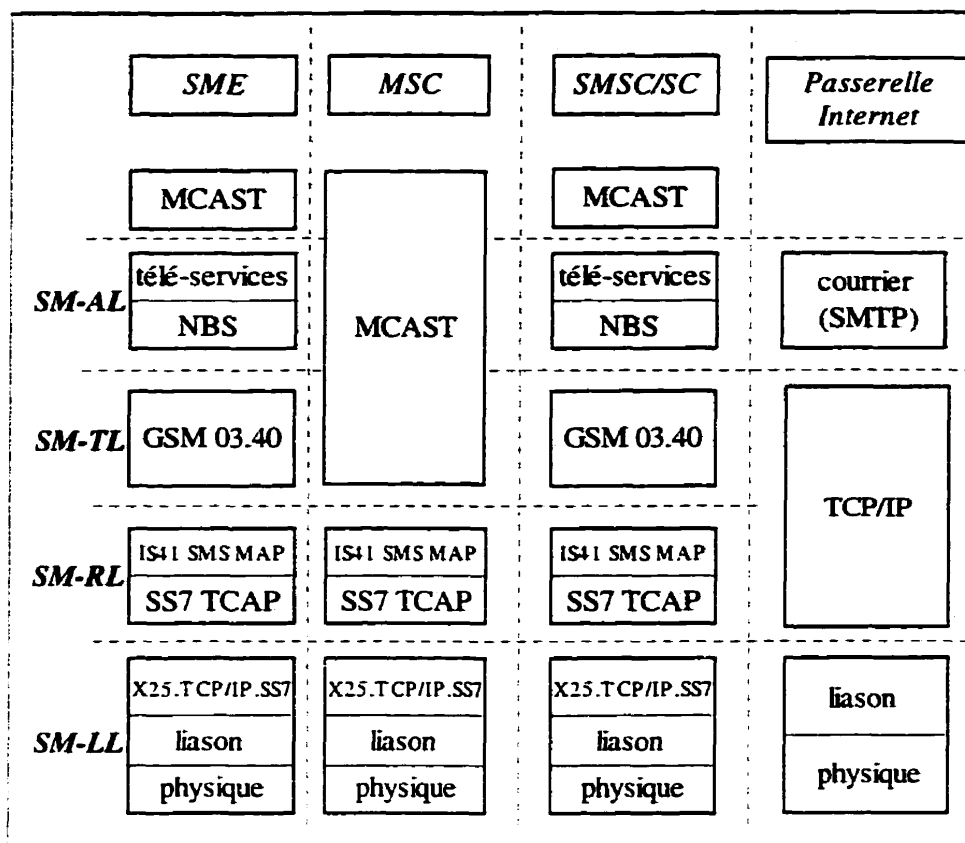 SME MSC SMSC/SC Passerelle
Internet
MCAST MCAST
SM-AL télé-services MCAST télé-services courrier
NBS NBS (SMTP)
SM-TL GSM 03.40 GSM 03.40 TCP/IP
SM-RL IS41 SMS MAP IS41 SMS MAP IS41 SMS MAP
SS7 TCAP SS7 TCAP SS7 TCAP
SM-LL X25.TCP/IP.SS7 X25.TCP/IP.SS7 X25.TCP/IP.SS7 liason
liason liason liason physique
physique physique physique